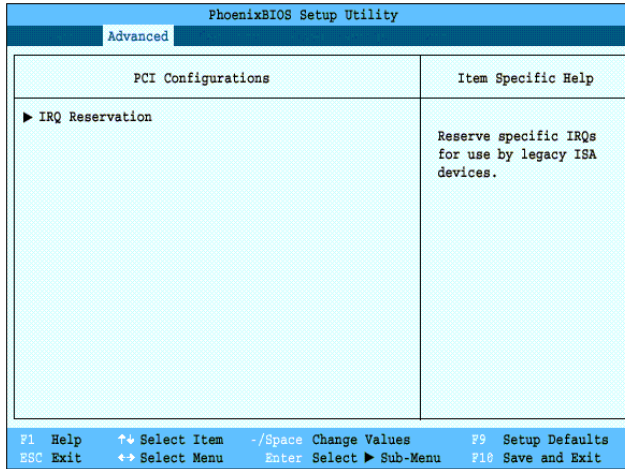 PhoenixBIOS Setup Utility
Advanced
PCI Configurations
Item Specific Help
▶ IRQ Reservation
Reserve specific IRQs
for use by legacy ISA
devices.
F1 Help ↑↓ Select Item -/Space Change Values F9 Setup Defaults
ESC Exit ↔ Select Menu Enter Select ▶ Sub-Menu F10 Save and Exit